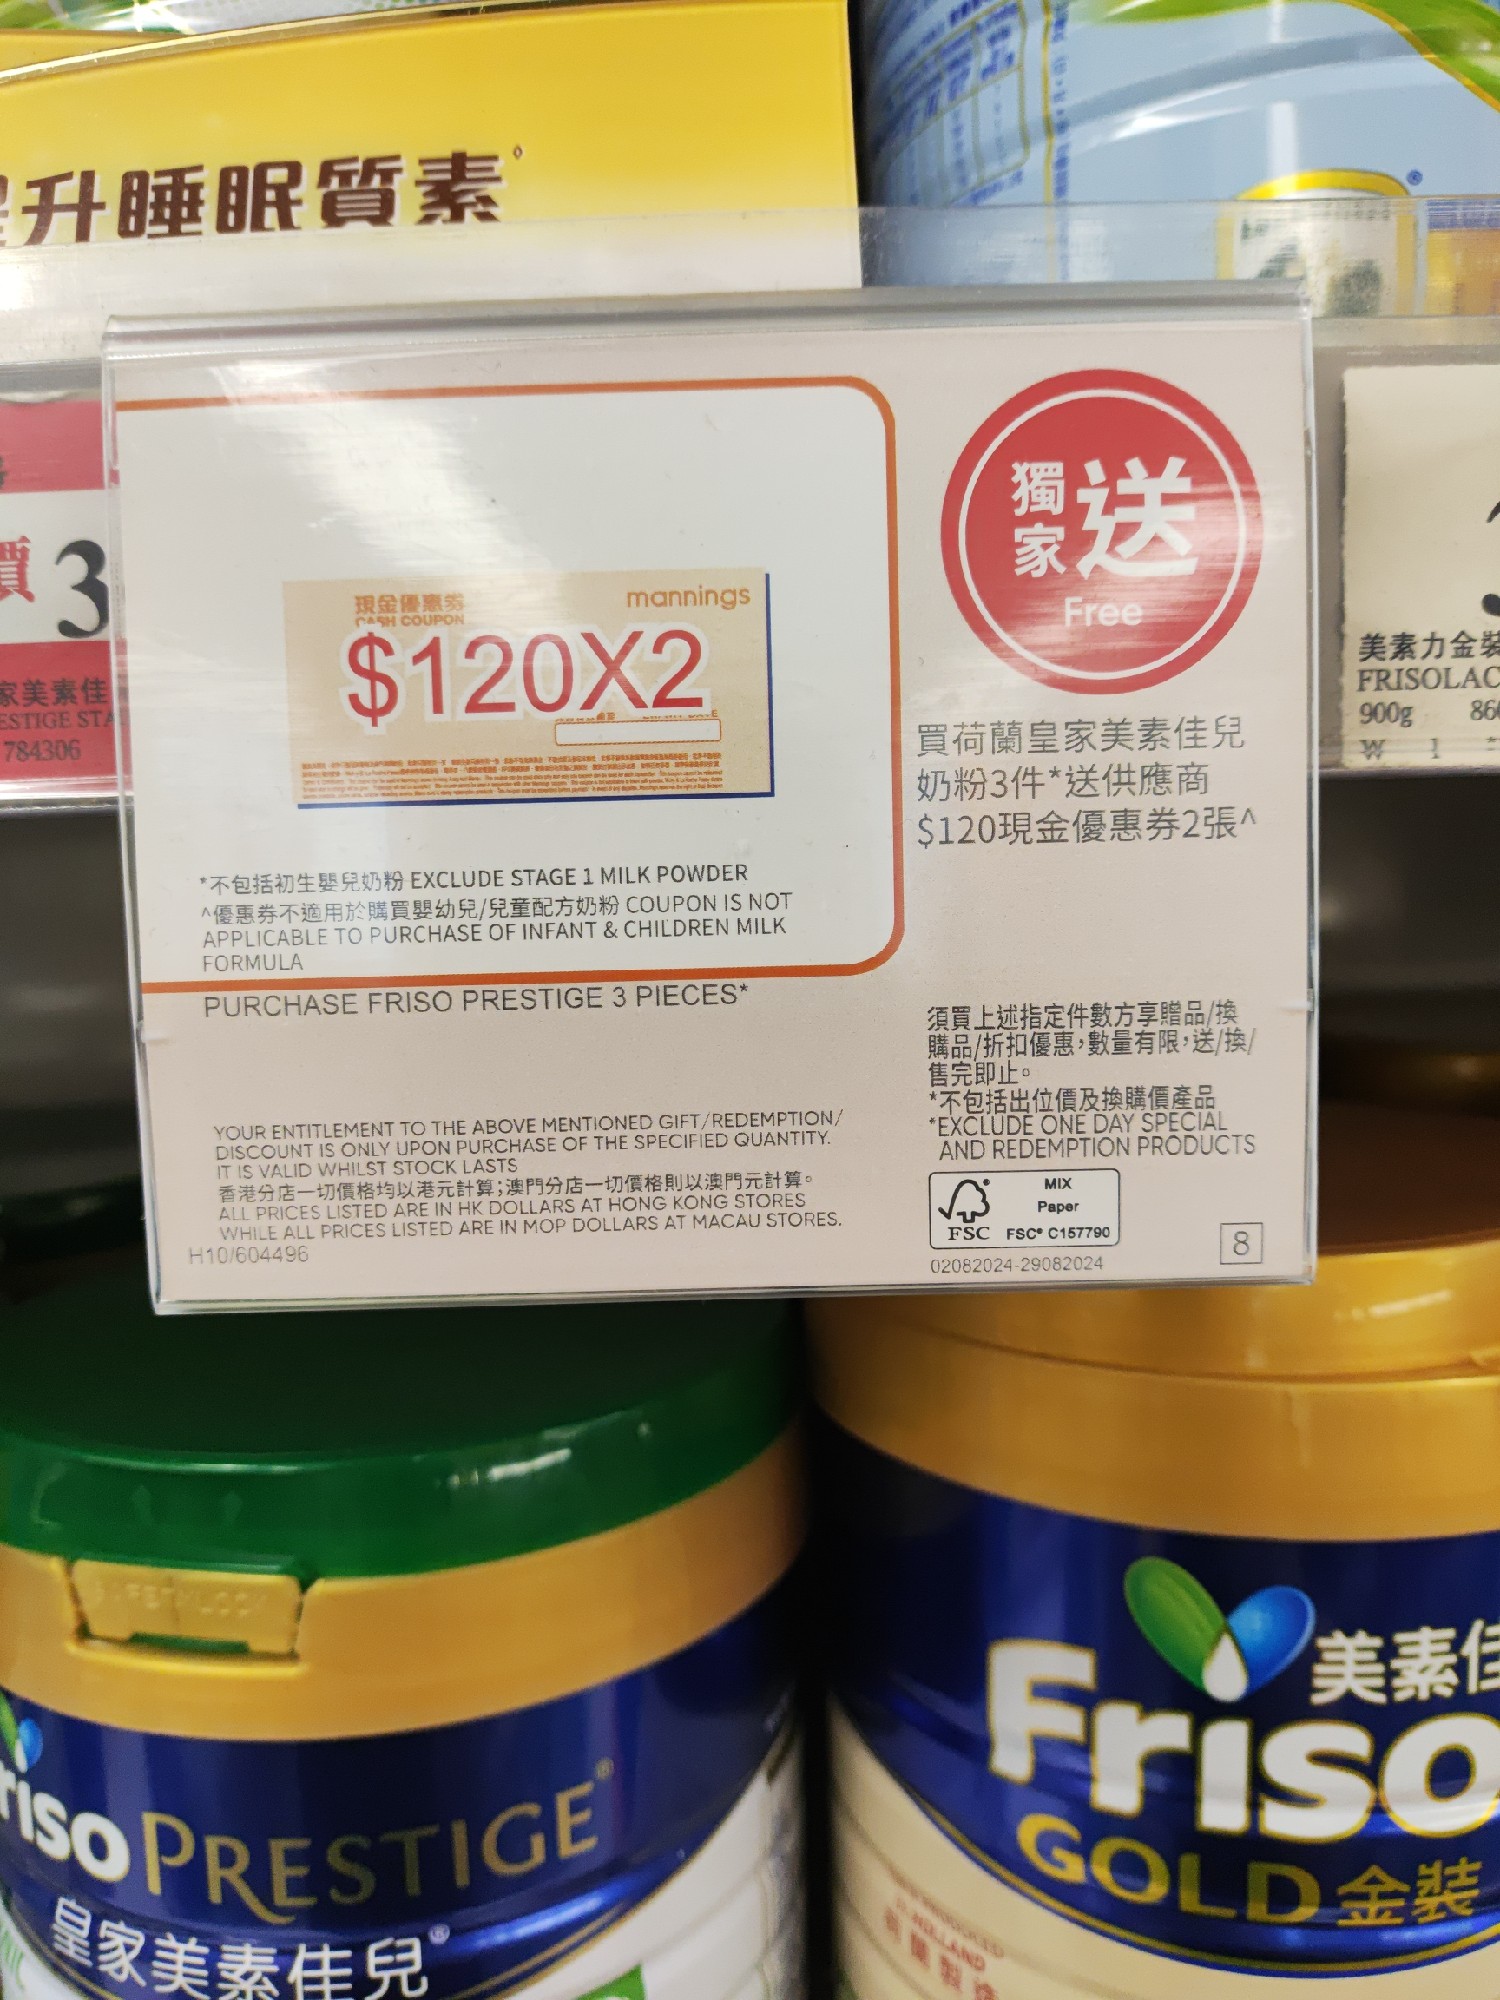 升睡眠質素
現金優惠券
CASH COUPON
mannings
$120X2
獨家送
Free
買荷蘭皇家美素佳兒
奶粉3件*送供應商
$120現金優惠券2張^
*不包括初生嬰兒奶粉 EXCLUDE STAGE 1 MILK POWDER
^優惠券不適用於購買嬰幼兒/兒童配方奶粉 COUPON IS NOT
APPLICABLE TO PURCHASE OF INFANT & CHILDREN MILK
FORMULA
PURCHASE FRISO PRESTIGE 3 PIECES*
須買上述指定件數方享贈品/換
購品/折扣優惠,數量有限,送/換/
售完即止。
*不包括出位價及換購價產品
*EXCLUDE ONE DAY SPECIAL
AND REDEMPTION PRODUCTS
YOUR ENTITLEMENT TO THE ABOVE MENTIONED GIFT/REDEMPTION/
DISCOUNT IS ONLY UPON PURCHASE OF THE SPECIFIED QUANTITY.
IT IS VALID WHILST STOCK LASTS
香港分店一切價格均以港元計算;澳門分店一切價格則以澳門元計算。
ALL PRICES LISTED ARE IN HK DOLLARS AT HONG KONG STORES
WHILE ALL PRICES LISTED ARE IN MOP DOLLARS AT MACAU STORES.
H10/604496
FSC
MIX
Paper
FSC® C157790
02082024-29082024
8
價 3
家美素佳
ESTIGE STA
784306
美素力金裝
FRISOLAC
900g 86
W 1
riso PRESTIGE®
皇家美素佳兒®
美素佳
Friso
GOLD 金裝